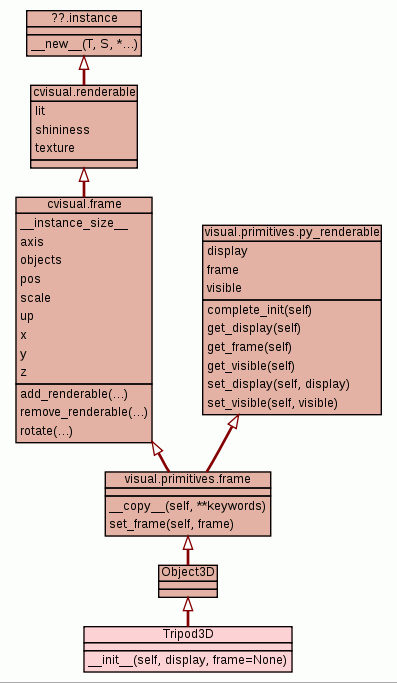 ??.instance
__new__(T, S, *...)
cvisual.renderable
lit
shininess
texture
cvisual.frame
__instance_size__
axis
objects
pos
scale
up
x
y
z
add_renderable(...)
remove_renderable(...)
rotate(...)
visual.primitives.py_renderable
display
frame
visible
complete_init(self)
get_display(self)
get_frame(self)
get_visible(self)
set_display(self, display)
set_visible(self, visible)
visual.primitives.frame
__copy__(self, **keywords)
set_frame(self, frame)
Object3D
Tripod3D
__init__(self, display, frame=None)